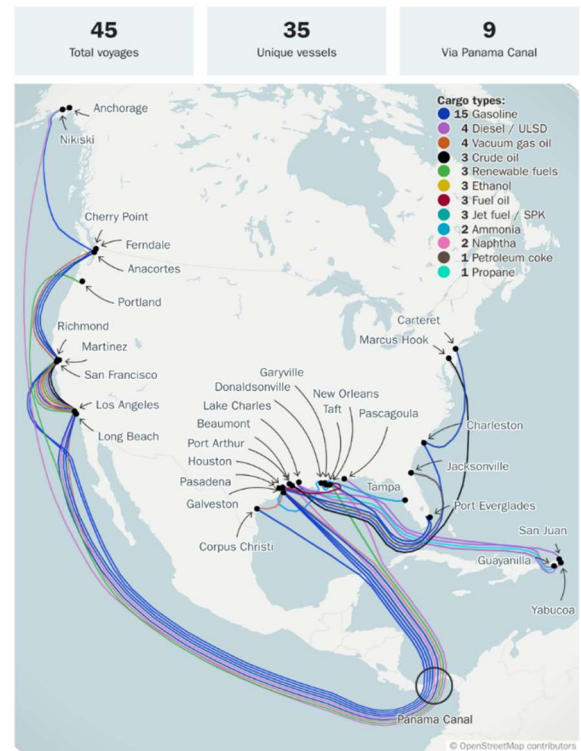 45
Total voyages
35
Unique vessels
9
Via Panama Canal
Cargo types:
15 Gasoline
4 Diesel / ULSD
4 Vacuum gas oil
3 Crude oil
3 Renewable fuels
3 Ethanol
3 Fuel oil
3 Jet fuel / SPK
2 Ammonia
2 Naphtha
1 Petroleum coke
1 Propane
Anchorage
Nikiski
Cherry Point
Ferndale
Anacortes
Portland
Richmond
Martinez
San Francisco
Los Angeles
Long Beach
Carteret
Marcus Hook
Garyville
Donaldsonville
New Orleans
Lake Charles
Taft
Pascagoula
Beaumont
Port Arthur
Houston
Pasadena
Galveston
Corpus Christi
Charleston
Jacksonville
Tampa
Port Everglades
San Juan
Guayanilla
Yabucoa
Panama Canal
© OpenStreetMap contributors